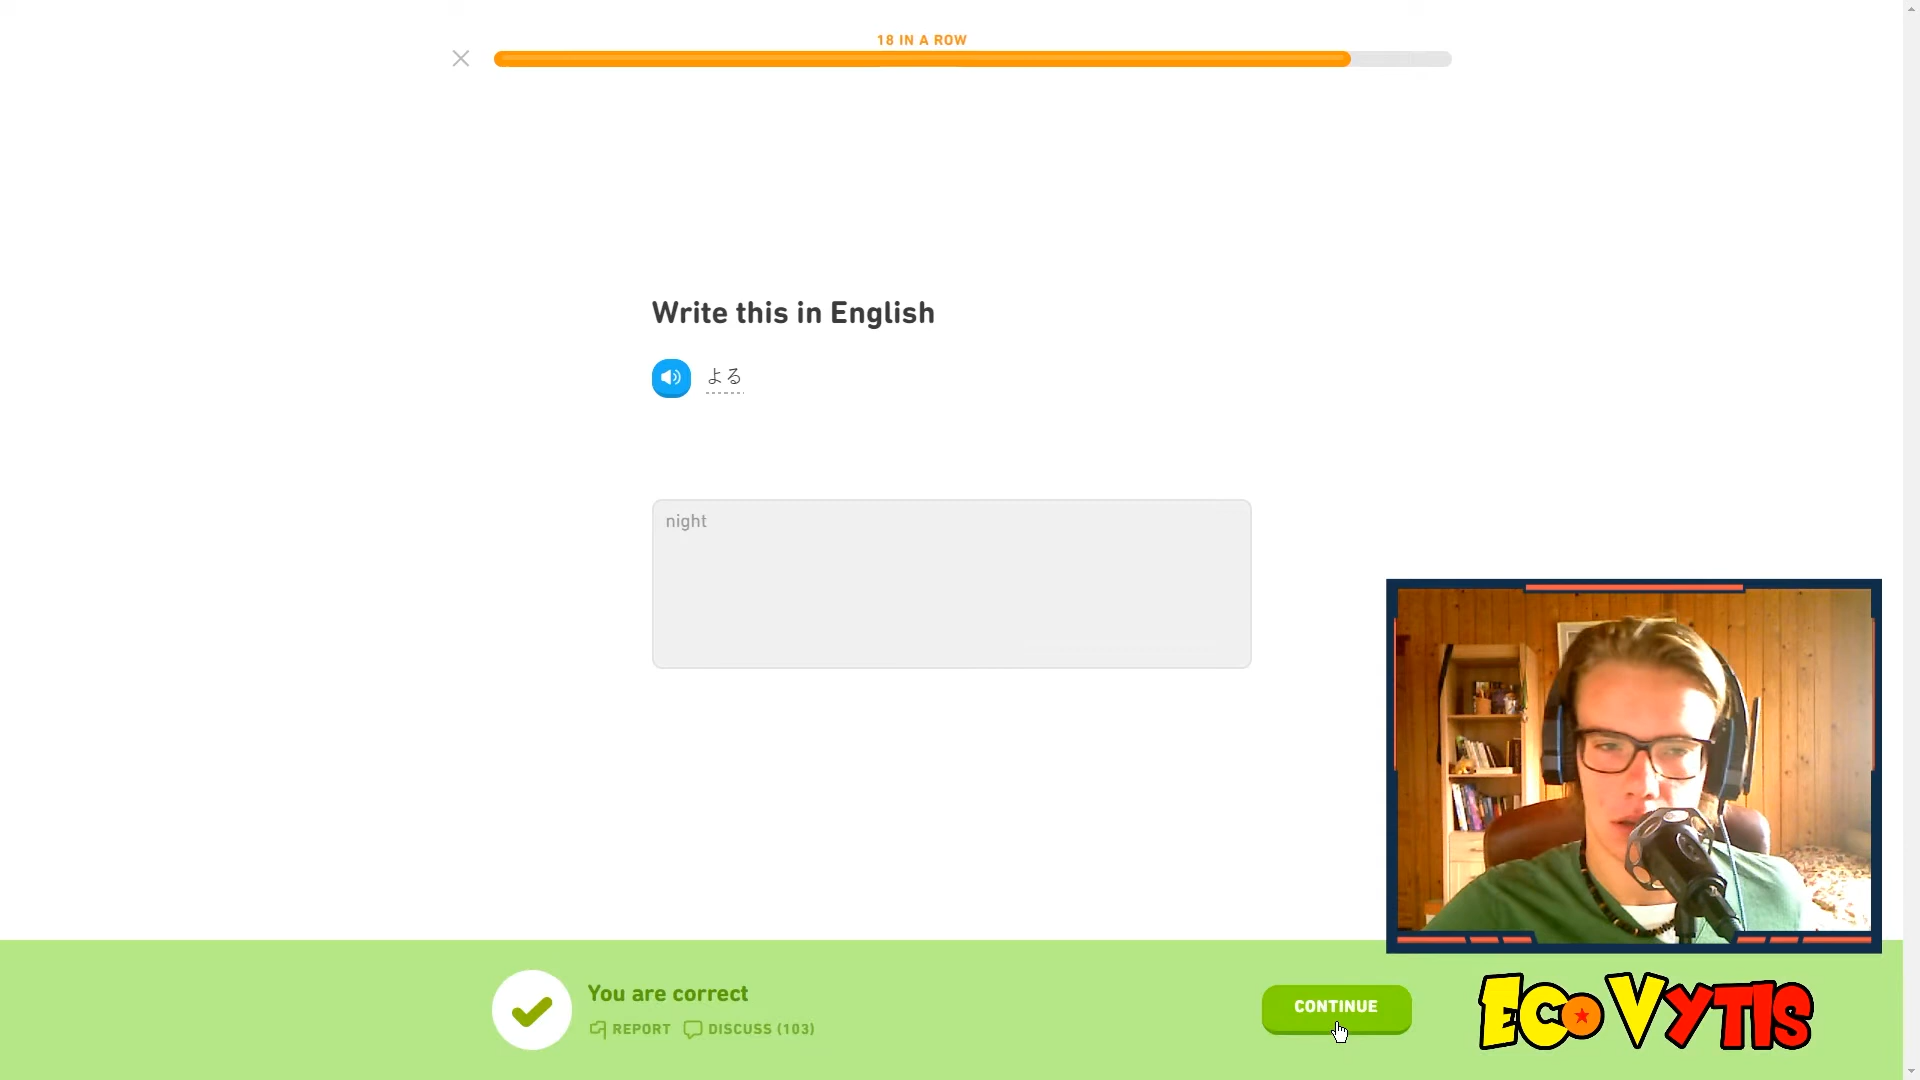 18 IN A ROW
Write this in English
よる
night
You are correct
REPORT
DISCUSS (103)
CONTINUE
ECO VYTIS